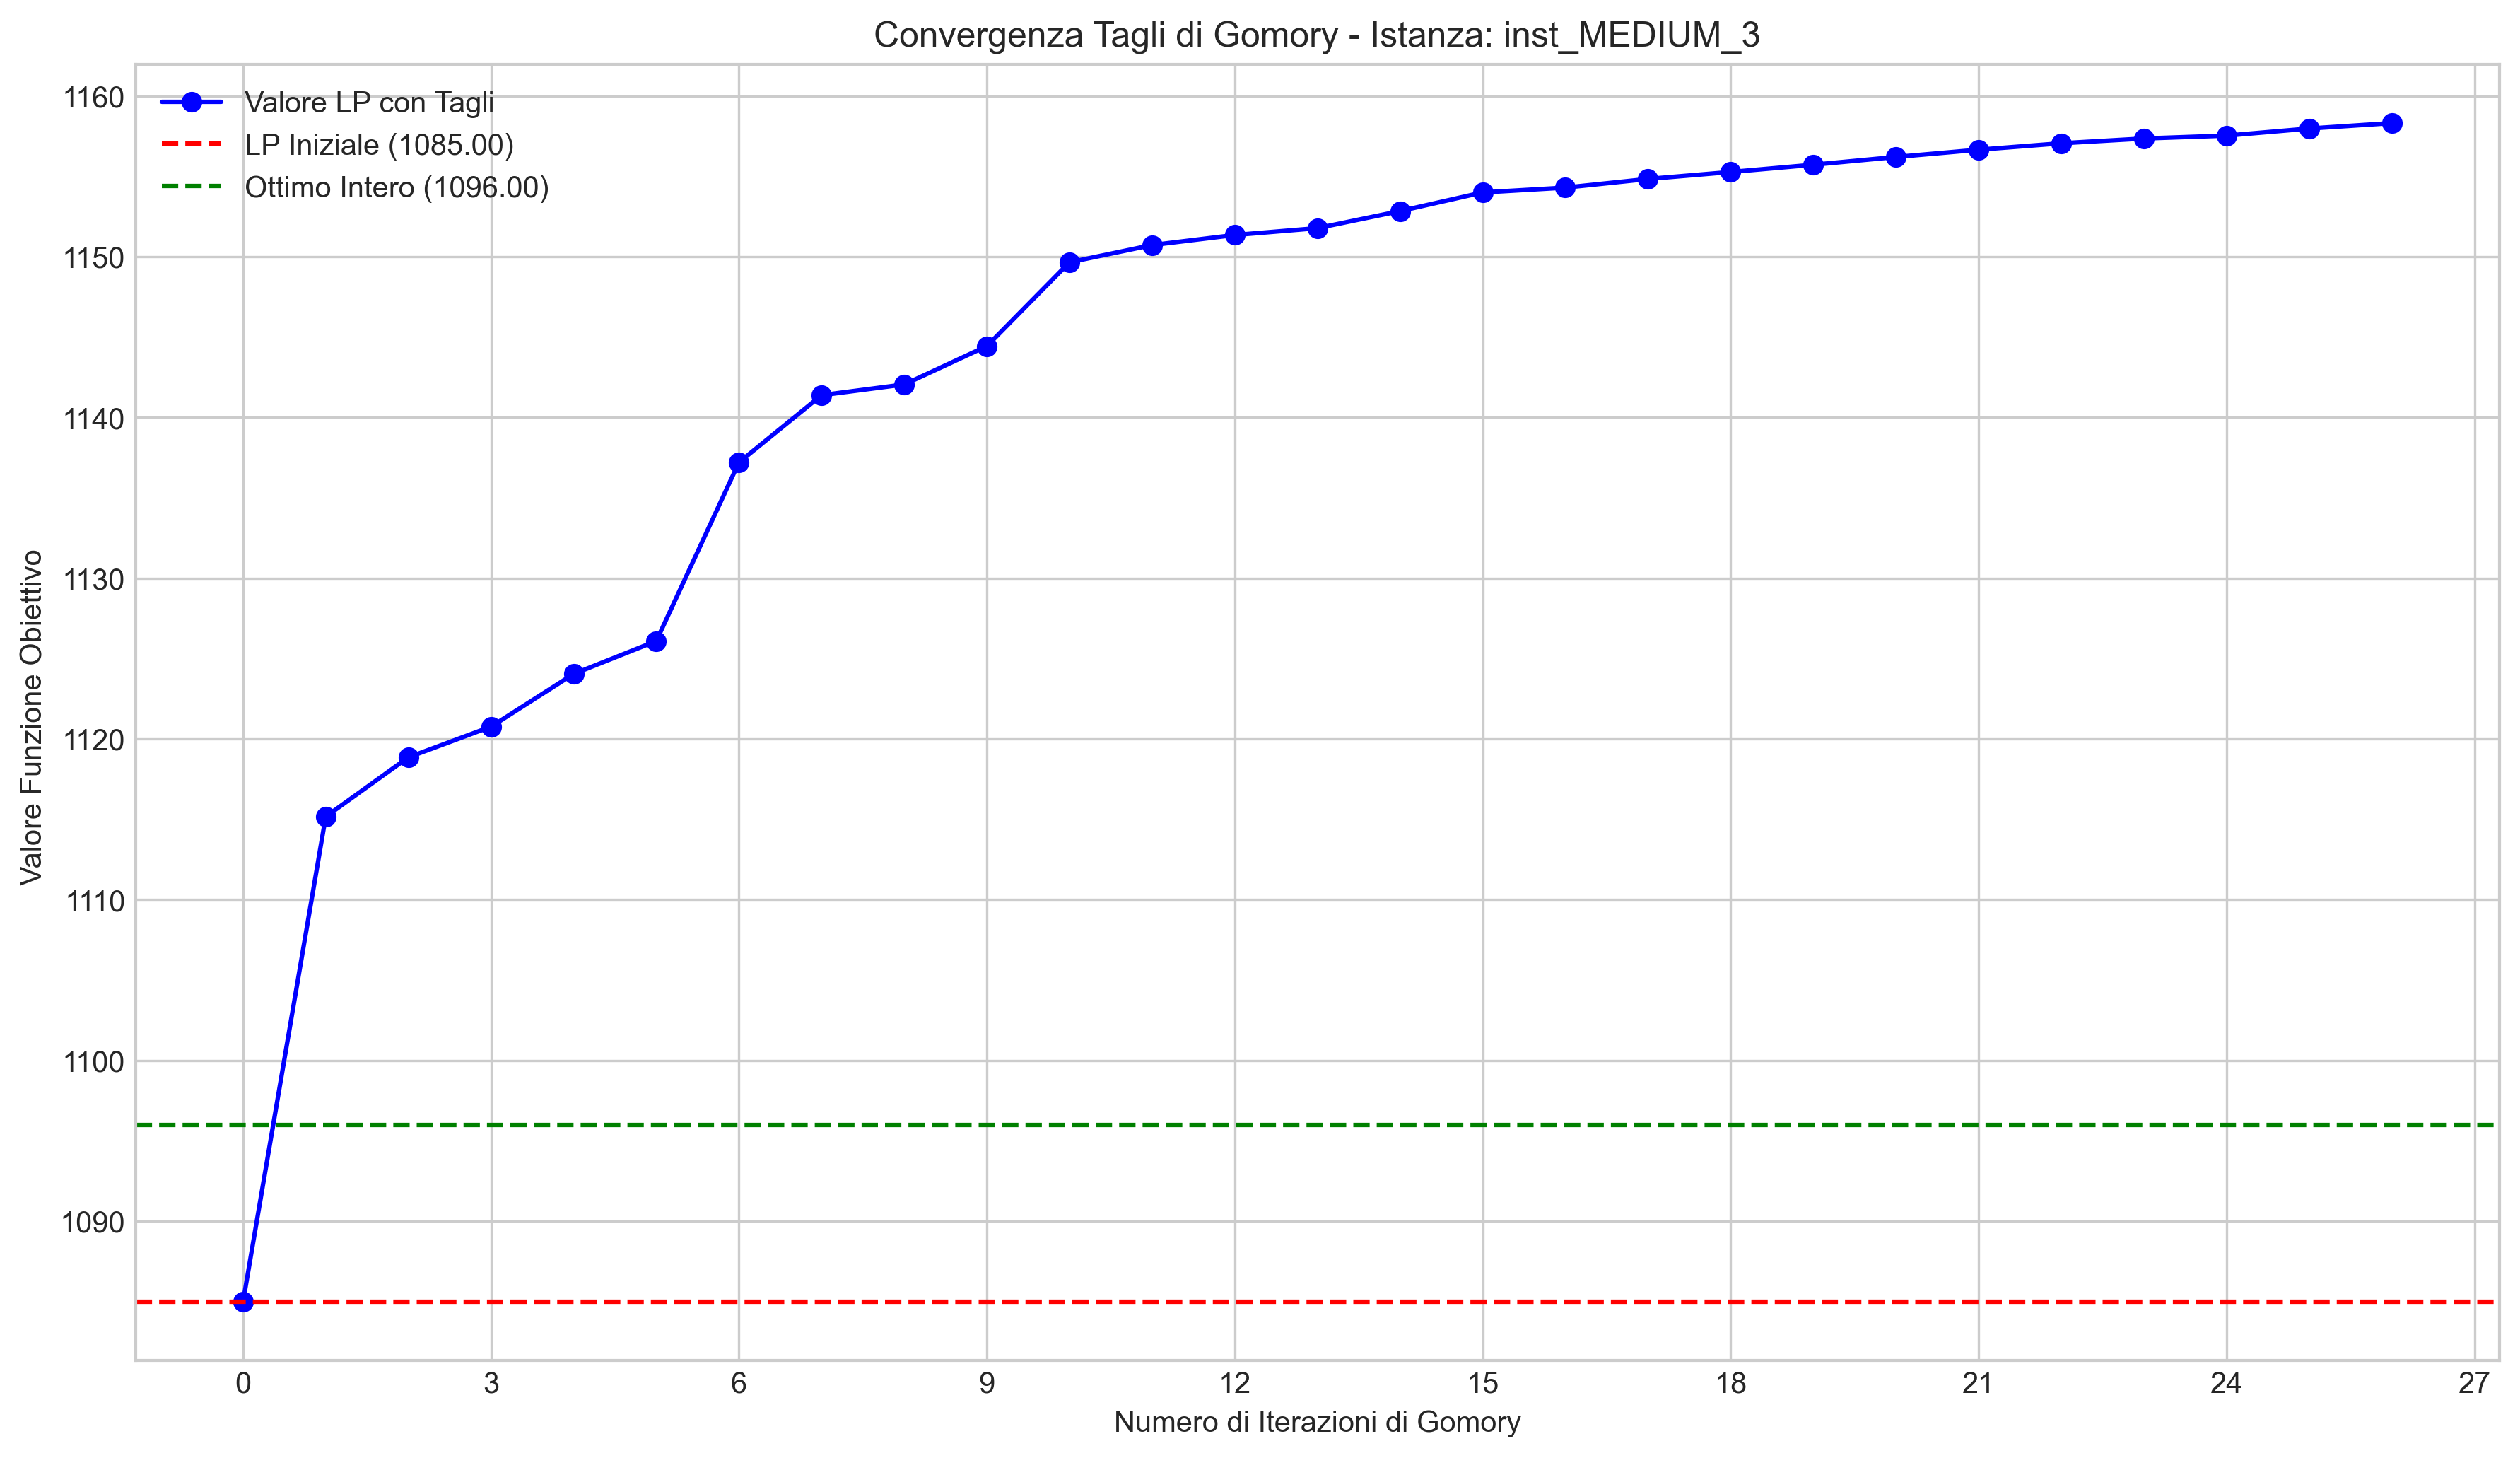 Convergenza Tagli di Gomory - Istanza: inst_MEDIUM_3
Valore LP con Tagli
LP Iniziale (1085.00)
Ottimo Intero (1096.00)
1160
1150
1140
1130
1120
1110
1100
1090
Valore Funzione Obiettivo
0 3 6 9 12 15 18 21 24 27
Numero di Iterazioni di Gomory